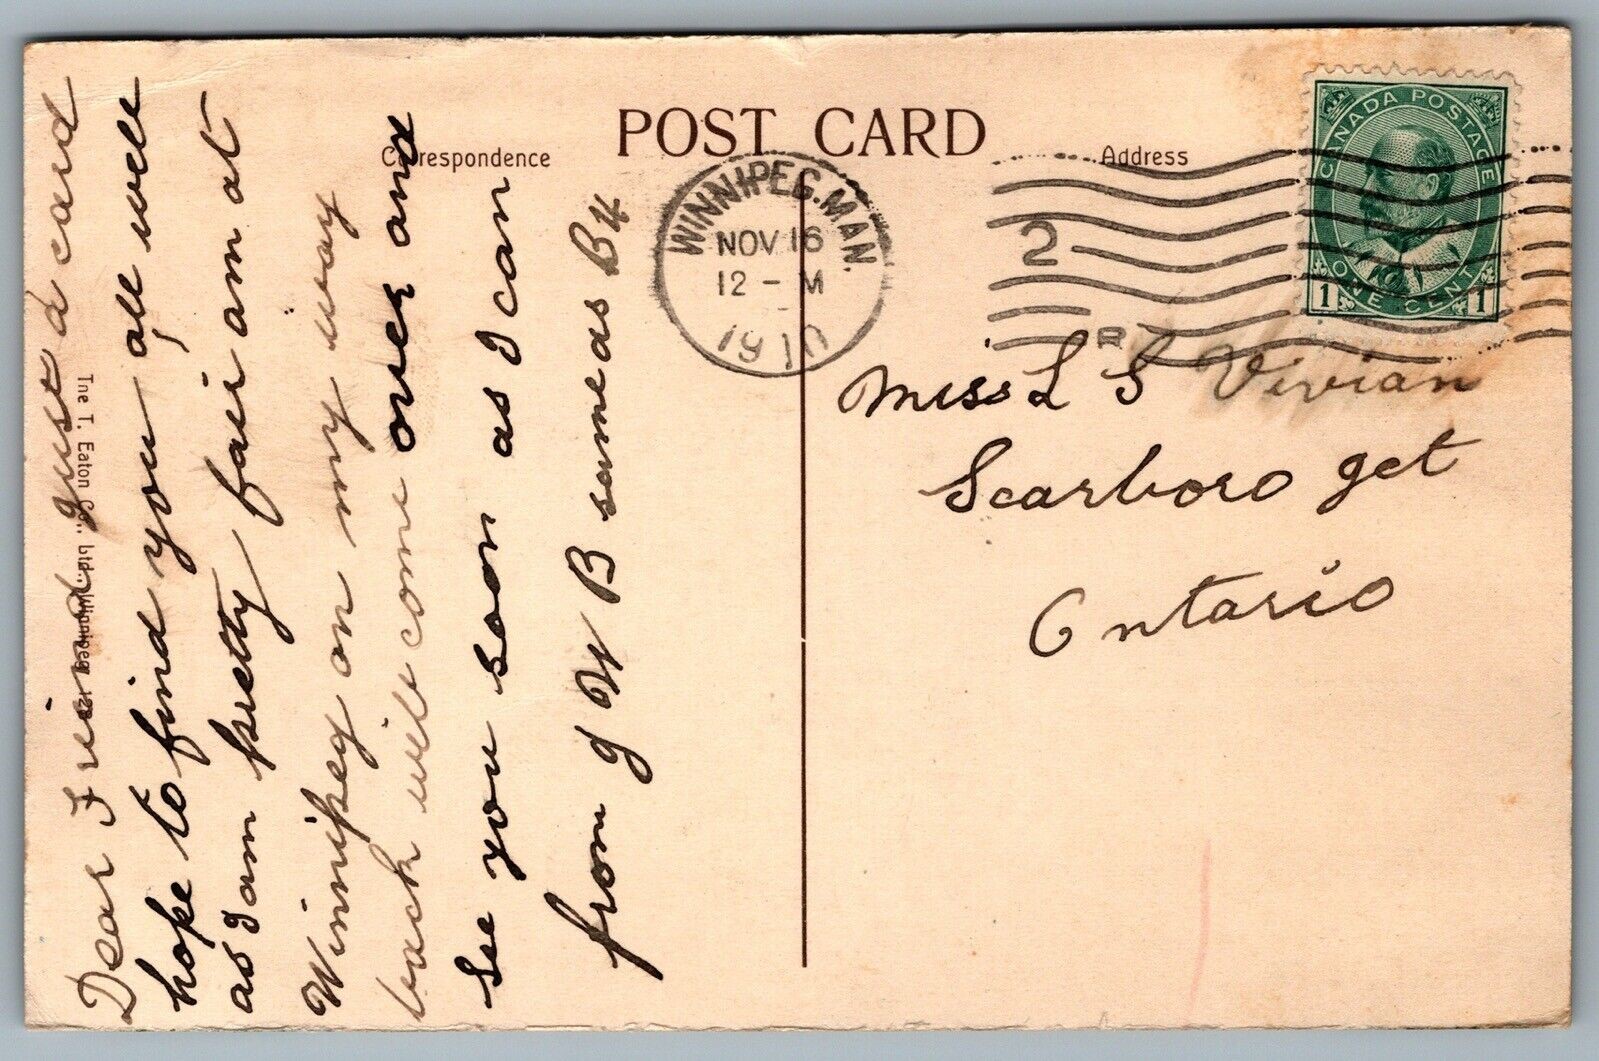 POST CARD
Correspondence
Address
WINNIPEG. MAN.
NOV 16
12 - M
1910
2
CANADA POSTAGE
ONE CENT
1 1
Dear Friend just a card
hope to find you all well
as I am pretty fair am at
Winnipeg on my way
back will come over and
see you soon as I can
from J W B same as B4
Miss L S Vivian
Scarboro Jct
Ontario
The T. Eaton Co., Ltd. Winnipeg.